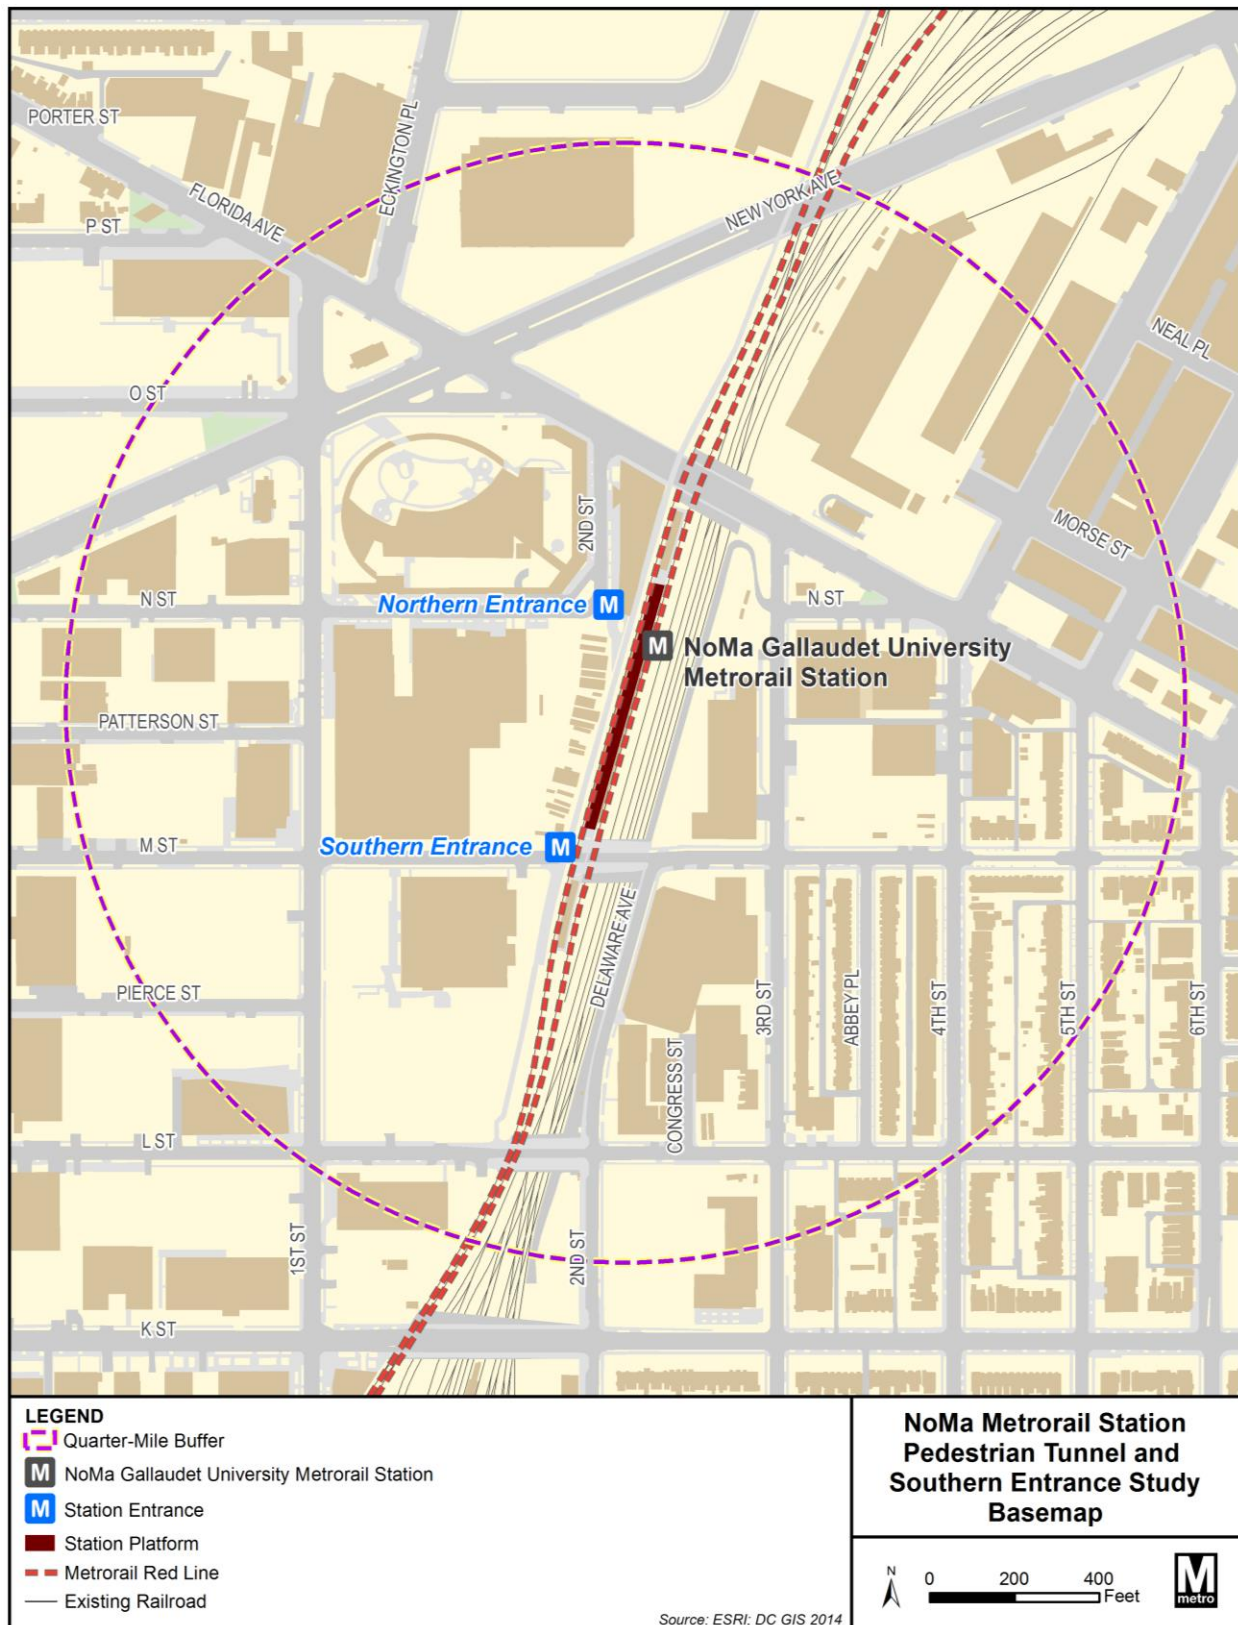 PORTER ST
ECKINGTON PL
FLORIDA AVE
NEW YORK AVE
P ST
NEAL PL
O ST
2ND ST
MORSE ST
N ST
Northern Entrance M
N ST
M NoMa Gallaudet University
Metrorail Station
PATTERSON ST
M ST
Southern Entrance M
DELAWARE AVE
PIERCE ST
3RD ST
ABBEY PL
4TH ST
5TH ST
6TH ST
CONGRESS ST
L ST
1ST ST
2ND ST
K ST
LEGEND
Quarter-Mile Buffer
M NoMa Gallaudet University Metrorail Station
M Station Entrance
Station Platform
Metrorail Red Line
Existing Railroad
Source: ESRI; DC GIS 2014
NoMa Metrorail Station
Pedestrian Tunnel and
Southern Entrance Study
Basemap
N
0 200 400
Feet
M
metro